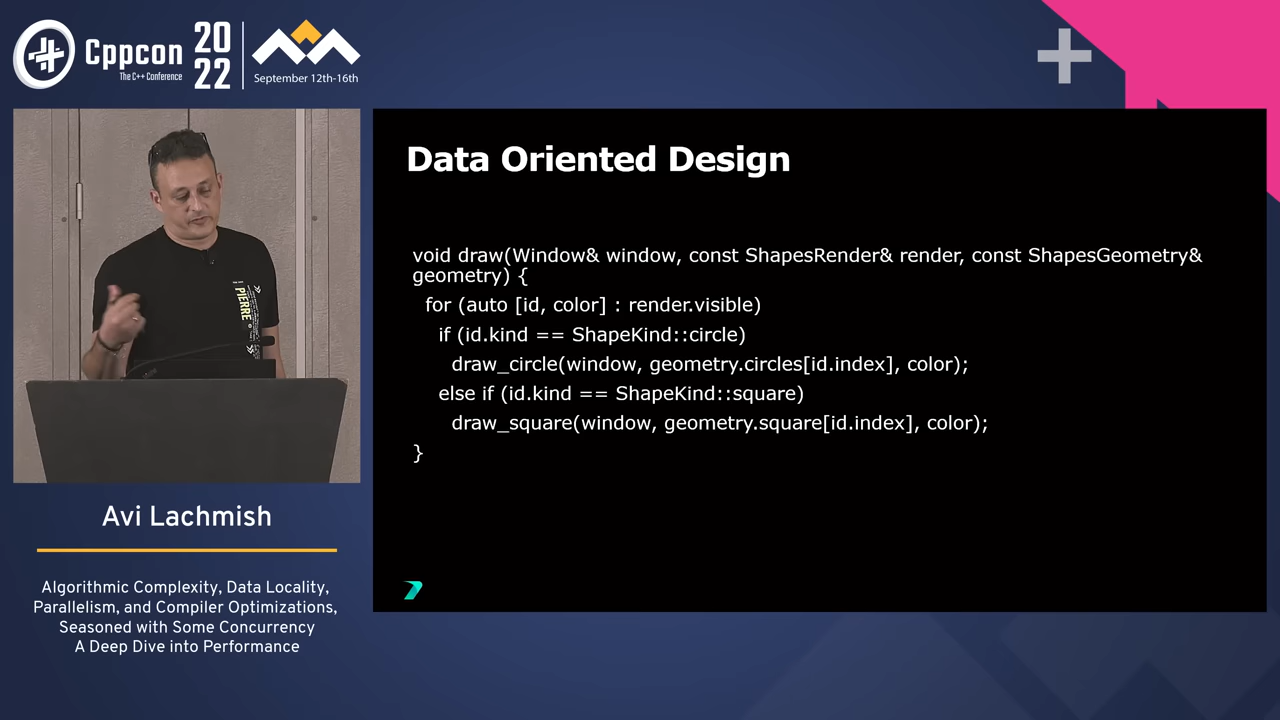 Cppcon
The C++ Conference
20
22
September 12th-16th
Data Oriented Design
void draw(Window& window, const ShapesRender& render, const ShapesGeometry&
geometry) {
for (auto [id, color] : render.visible)
if (id.kind == ShapeKind::circle)
draw_circle(window, geometry.circles[id.index], color);
else if (id.kind == ShapeKind::square)
draw_square(window, geometry.square[id.index], color);
}
PIERRE
Avi Lachmish
Algorithmic Complexity, Data Locality,
Parallelism, and Compiler Optimizations,
Seasoned with Some Concurrency
A Deep Dive into Performance